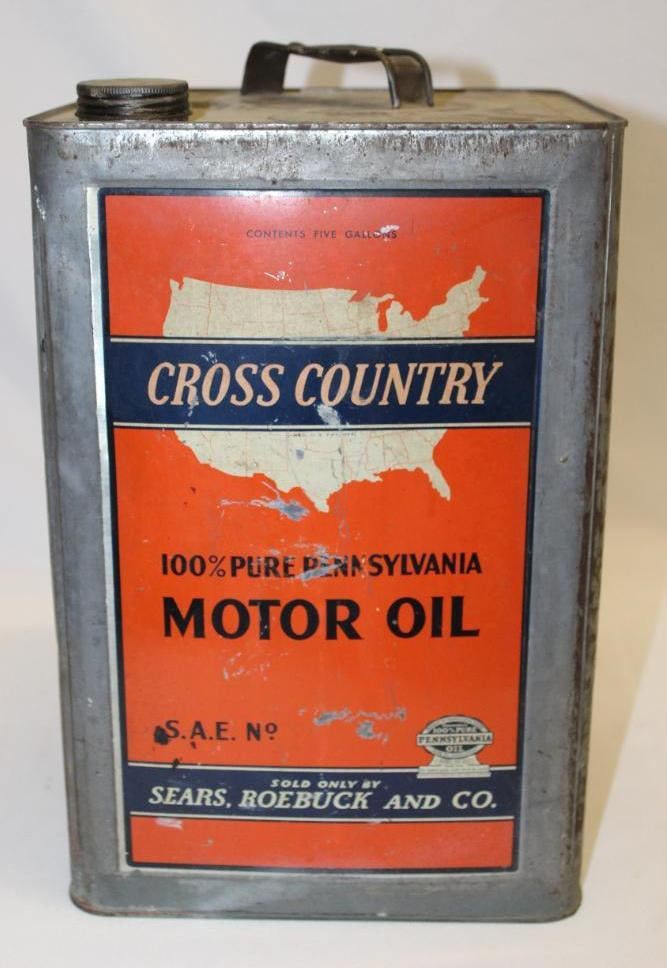 CONTENTS FIVE GALLONS
CROSS COUNTRY
100% PURE PENNSYLVANIA
MOTOR OIL
S.A.E. Nº
100% PURE
PENNSYLVANIA
OIL
SOLD ONLY BY
SEARS, ROEBUCK AND CO.